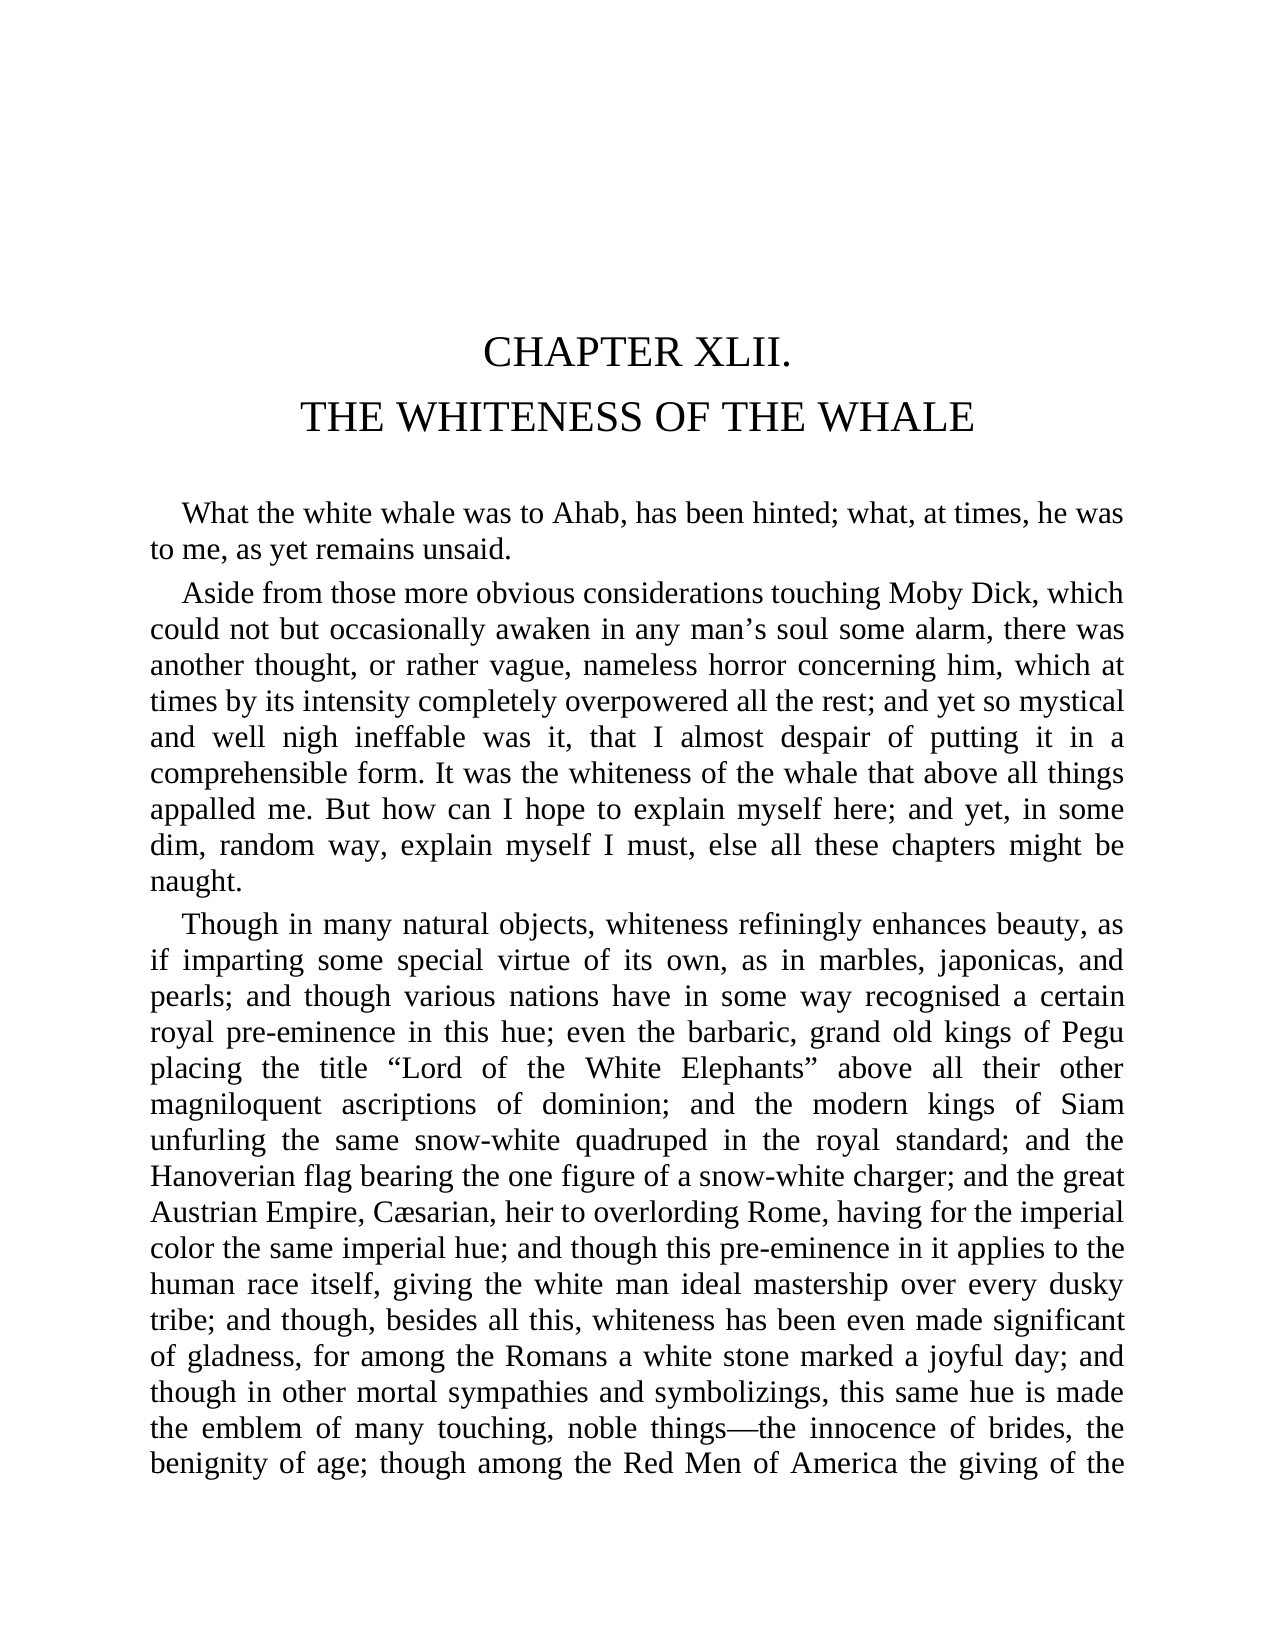 CHAPTER XLII.
THE WHITENESS OF THE WHALE
What the white whale was to Ahab, has been hinted; what, at times, he was
to me, as yet remains unsaid.
Aside from those more obvious considerations touching Moby Dick, which
could not but occasionally awaken in any man’s soul some alarm, there was
another thought, or rather vague, nameless horror concerning him, which at
times by its intensity completely overpowered all the rest; and yet so mystical
and well nigh ineffable was it, that I almost despair of putting it in a
comprehensible form. It was the whiteness of the whale that above all things
appalled me. But how can I hope to explain myself here; and yet, in some
dim, random way, explain myself I must, else all these chapters might be
naught.
Though in many natural objects, whiteness refiningly enhances beauty, as
if imparting some special virtue of its own, as in marbles, japonicas, and
pearls; and though various nations have in some way recognised a certain
royal pre-eminence in this hue; even the barbaric, grand old kings of Pegu
placing the title “Lord of the White Elephants” above all their other
magniloquent ascriptions of dominion; and the modern kings of Siam
unfurling the same snow-white quadruped in the royal standard; and the
Hanoverian flag bearing the one figure of a snow-white charger; and the great
Austrian Empire, Cæsarian, heir to overlording Rome, having for the imperial
color the same imperial hue; and though this pre-eminence in it applies to the
human race itself, giving the white man ideal mastership over every dusky
tribe; and though, besides all this, whiteness has been even made significant
of gladness, for among the Romans a white stone marked a joyful day; and
though in other mortal sympathies and symbolizings, this same hue is made
the emblem of many touching, noble things—the innocence of brides, the
benignity of age; though among the Red Men of America the giving of the